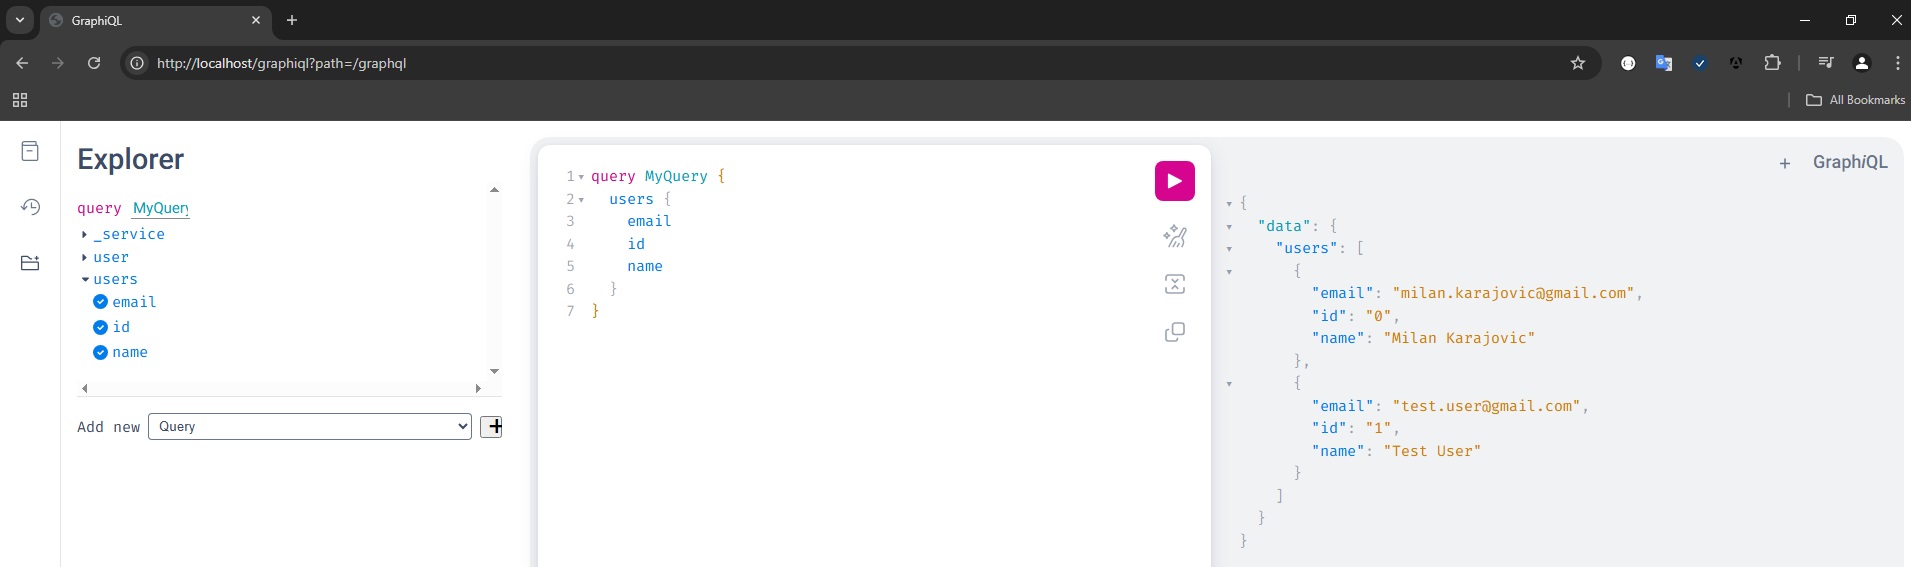 GraphiQL
http://localhost/graphiql?path=/graphql
All Bookmarks
Explorer
query MyQuery
_service
user
users
email
id
name
Add new Query +
1 query MyQuery {
2 users {
3 email
4 id
5 name
6 }
7 }
+ GraphiQL
{
"data": {
"users": [
{
"email": "milan.karajovic@gmail.com",
"id": "0",
"name": "Milan Karajovic"
},
{
"email": "test.user@gmail.com",
"id": "1",
"name": "Test User"
}
]
}
}